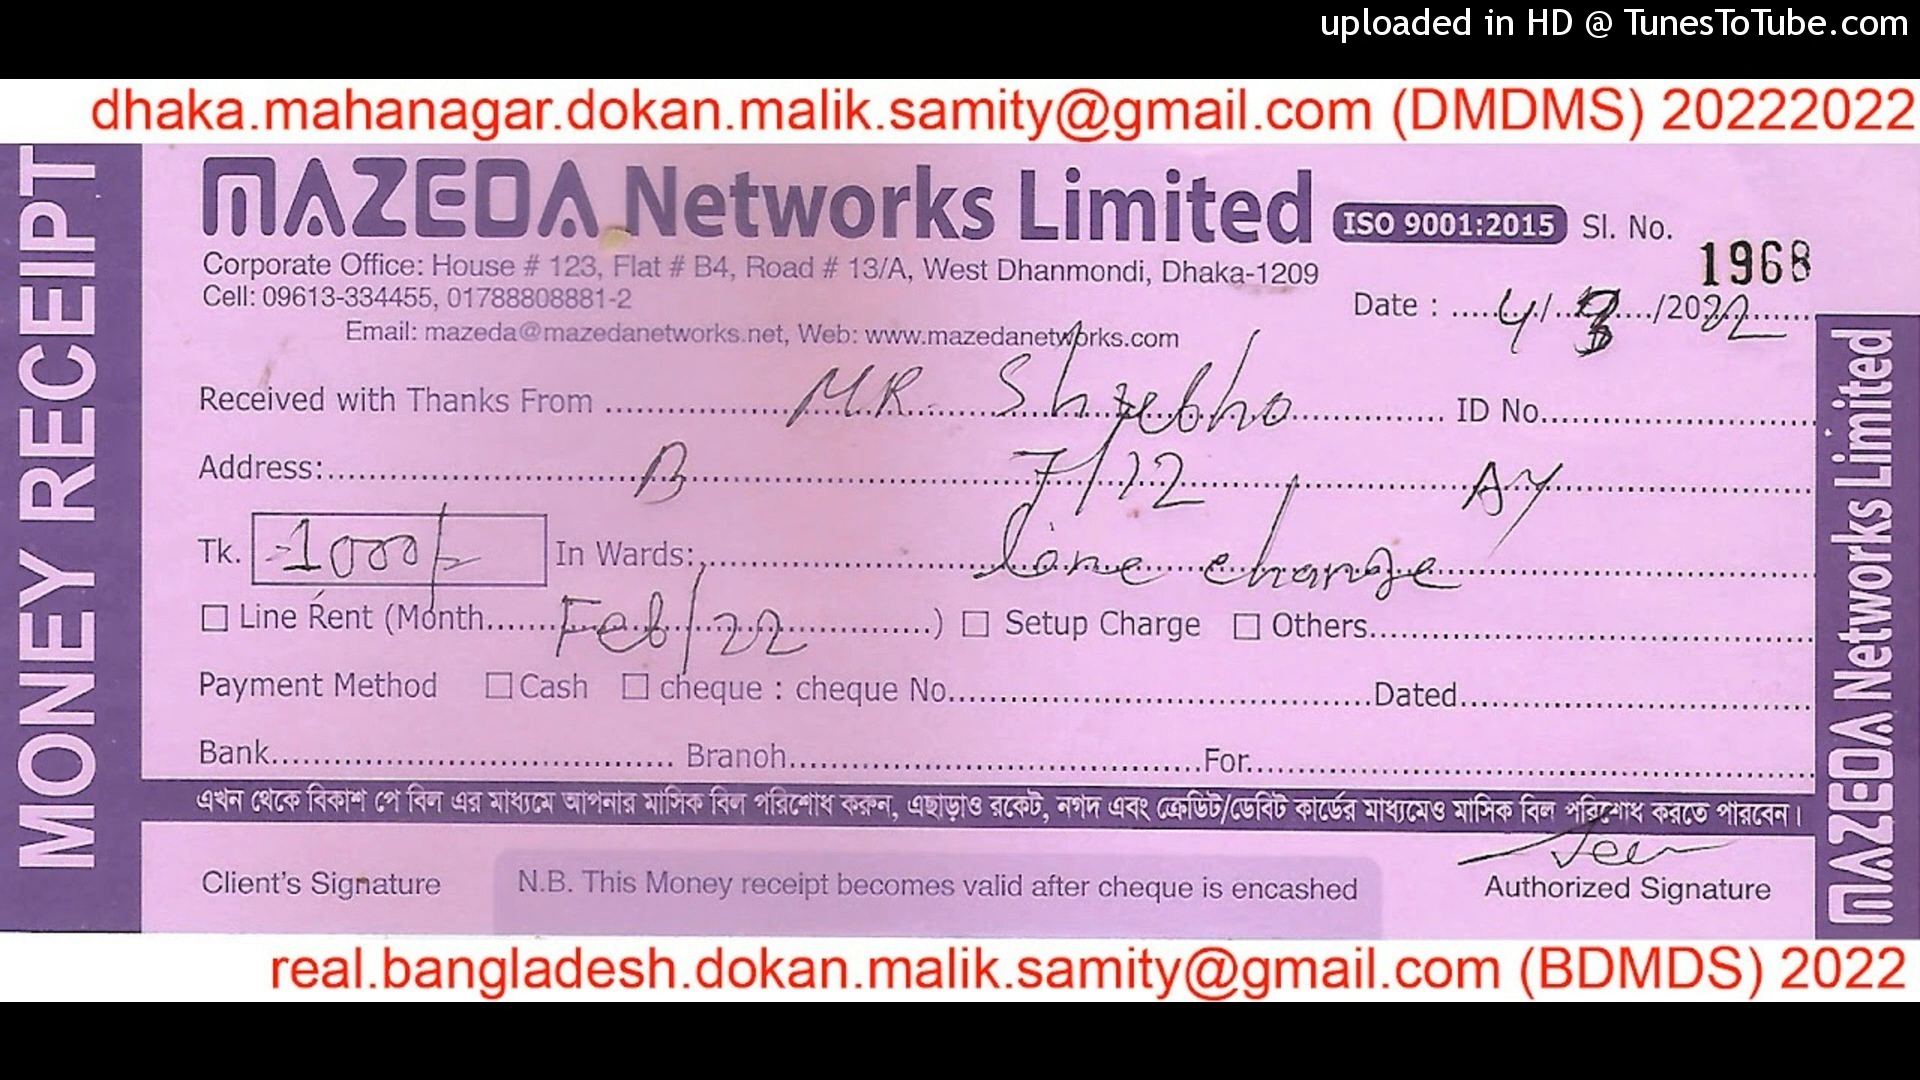 uploaded in HD @ TunesToTube.com
dhaka.mahanagar.dokan.malik.samity@gmail.com (DMDMS) 20222022
MONEY RECEIPT
MAZEDA Networks Limited ISO 9001:2015 Sl. No. 1968
Corporate Office: House # 123, Flat # B4, Road # 13/A, West Dhanmondi, Dhaka-1209
Cell: 09613-334455, 01788808881-2
Date : 4/3/2022
Email: mazeda@mazedanetworks.net, Web: www.mazedanetworks.com
Received with Thanks From MR. ID No.
Address: B 7/22 AY
Tk. 1000/- In Wards: line change
Line Rent (Month Feb/22) Setup Charge Others
Payment Method Cash cheque : cheque No. Dated
Bank Branoh For
এখন থেকে বিকাশ পে বিল এর মাধ্যমে আপনার মাসিক বিল পরিশোধ করুন, এছাড়াও রকেট, নগদ এবং ক্রেডিট/ডেবিট কার্ডের মাধ্যমেও মাসিক বিল পরিশোধ করতে পারবেন।
Client's Signature N.B. This Money receipt becomes valid after cheque is encashed Authorized Signature
MAZEDA Networks Limited
real.bangladesh.dokan.malik.samity@gmail.com (BDMDS) 2022